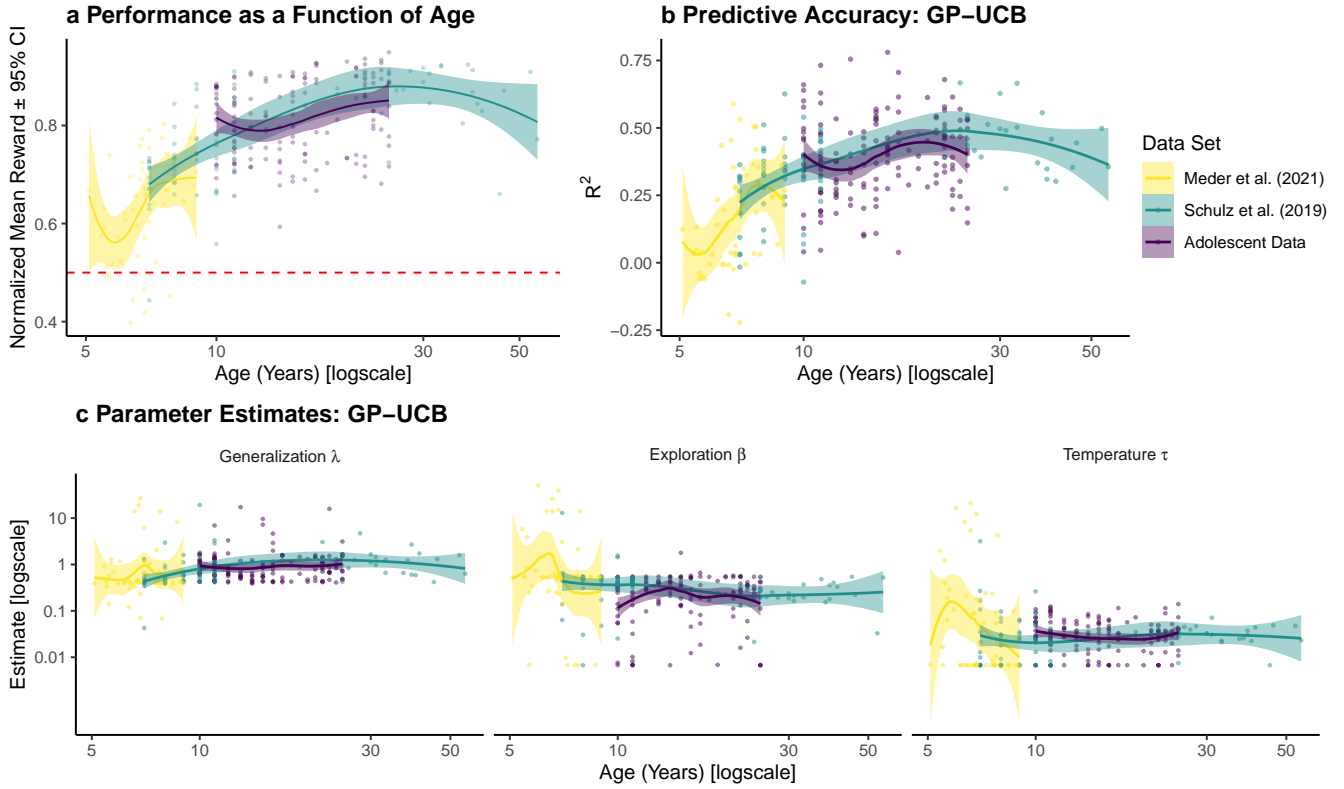 a Performance as a Function of Age
Normalized Mean Reward ± 95% CI
0.8
0.6
0.4
5
10
30
50
Age (Years) [logscale]
b Predictive Accuracy: GP−UCB
R²
0.75
0.50
0.25
0.00
−0.25
5
10
30
50
Age (Years) [logscale]
Data Set
Meder et al. (2021)
Schulz et al. (2019)
Adolescent Data
c Parameter Estimates: GP−UCB
Generalization λ
Exploration β
Temperature τ
Estimate [logscale]
10
1
0.1
0.01
5
10
30
50
5
10
30
50
5
10
30
50
Age (Years) [logscale]